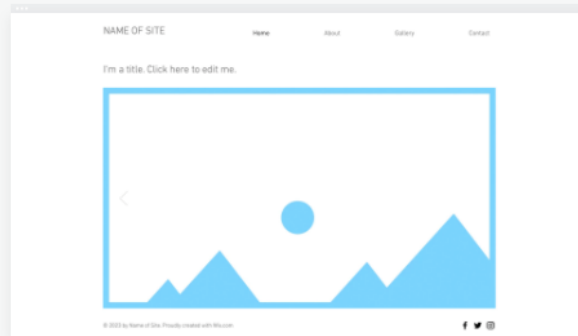 NAME OF SITE
Home
About
Gallery
Contact
I'm a title. Click here to edit me.
© 2023 by Name of Site. Proudly created with Wix.com